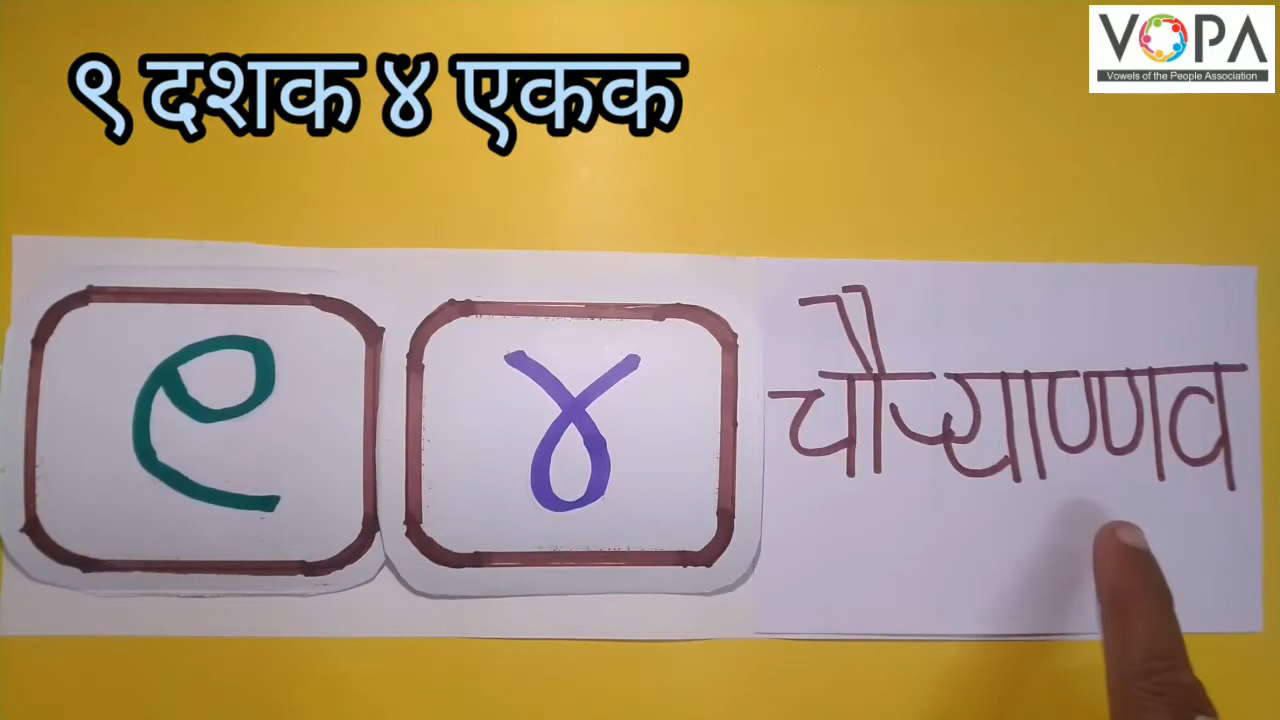 ९ दशक ४ एकक
VOPA
Vowels of the People Association
९ ४ चौऱ्याण्णव